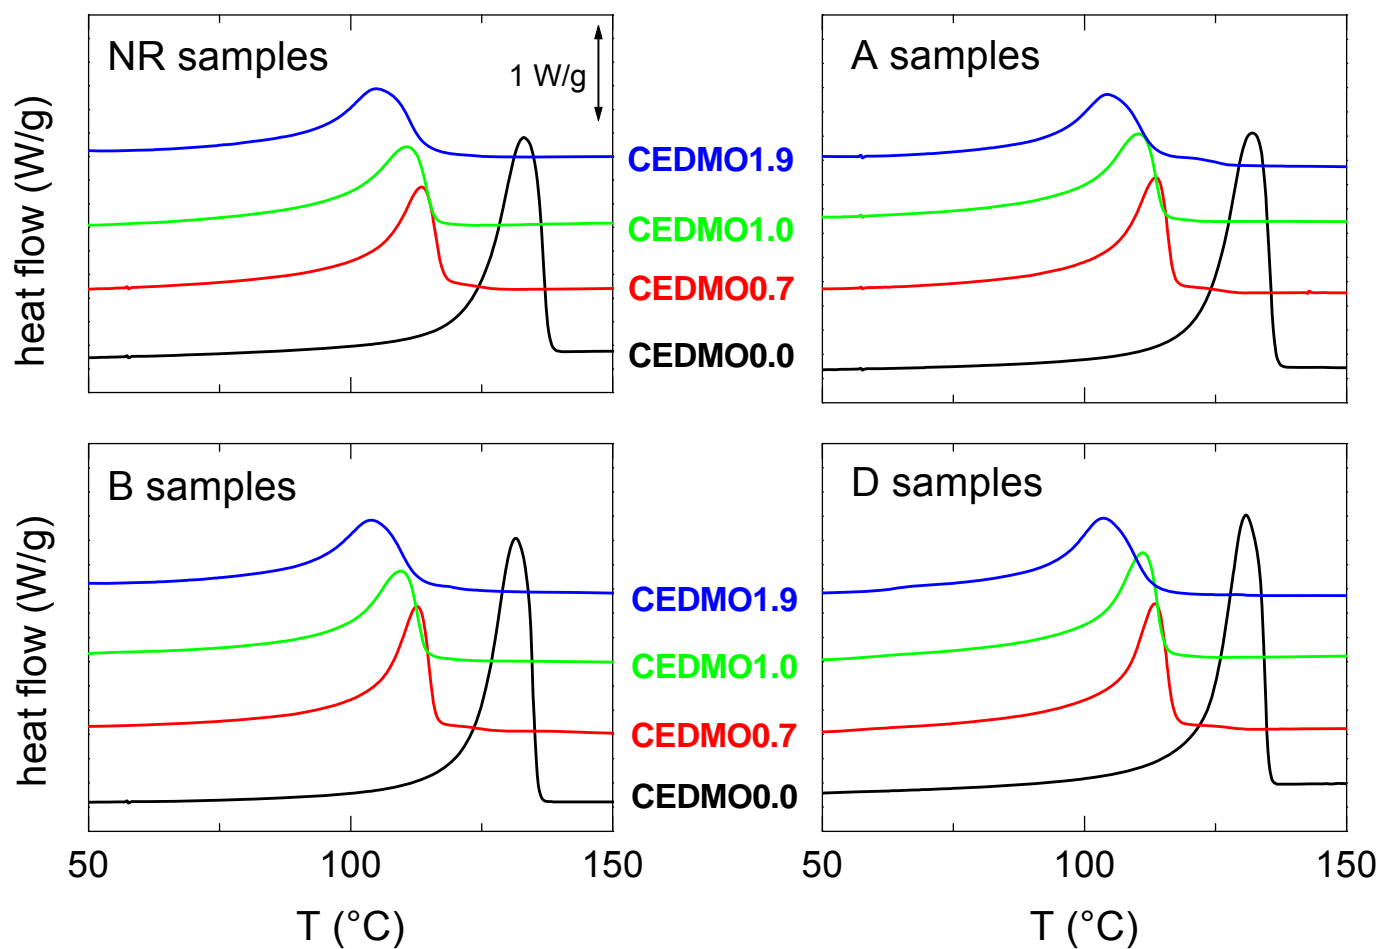 NR samples
1 W/g
A samples
heat flow (W/g)
CEDMO1.9
CEDMO1.0
CEDMO0.7
CEDMO0.0
B samples
D samples
heat flow (W/g)
CEDMO1.9
CEDMO1.0
CEDMO0.7
CEDMO0.0
50 100 150
50 100 150
T (°C)
T (°C)